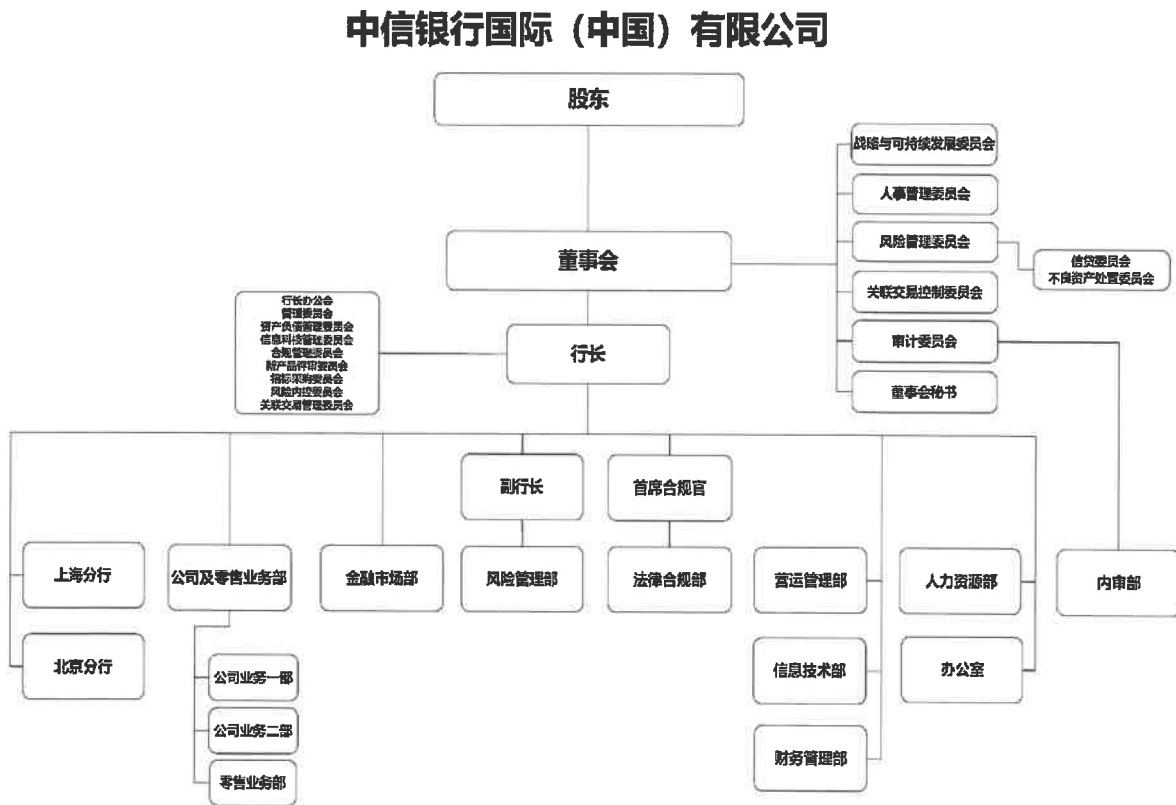 中信银行国际（中国）有限公司
股东
战略与可持续发展委员会
人事管理委员会
董事会
风险管理委员会
信贷委员会
不良资产处置委员会
关联交易控制委员会
行长办公会
管理委员会
资产负债管理委员会
信息科技管理委员会
合规管理委员会
新产品评审委员会
招标采购委员会
风险内控委员会
关联交易管理委员会
行长
审计委员会
董事会秘书
副行长
首席合规官
上海分行
公司及零售业务部
金融市场部
风险管理部
法律合规部
营运管理部
人力资源部
内审部
北京分行
公司业务一部
信息技术部
办公室
公司业务二部
财务管理部
零售业务部